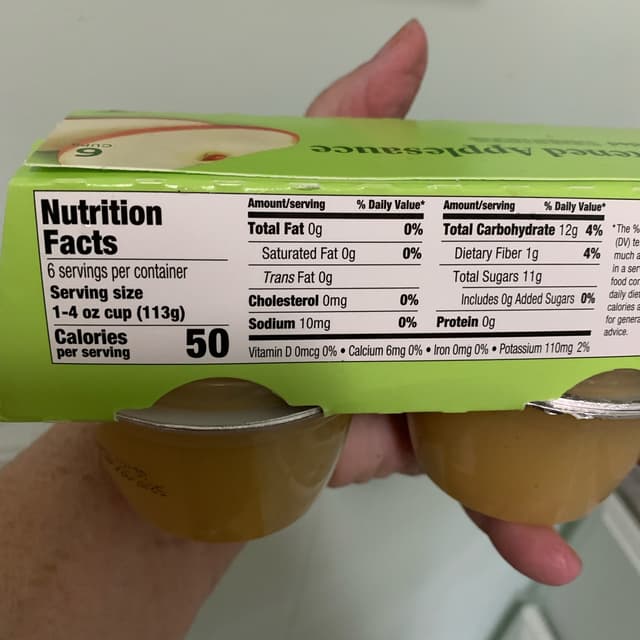 6
CUPS
ened Applesauce
Nutrition
Facts
6 servings per container
Serving size
1-4 oz cup (113g)
Calories
per serving
50
Amount/serving % Daily Value*
Total Fat 0g 0%
Saturated Fat 0g 0%
Trans Fat 0g
Cholesterol 0mg 0%
Sodium 10mg 0%
Amount/serving % Daily Value*
Total Carbohydrate 12g 4%
Dietary Fiber 1g 4%
Total Sugars 11g
Includes 0g Added Sugars 0%
Protein 0g
Vitamin D 0mcg 0% • Calcium 6mg 0% • Iron 0mg 0% • Potassium 110mg 2%
*The %
(DV) te
much a
in a ser
food con
daily die
calories a
for genera
advice.